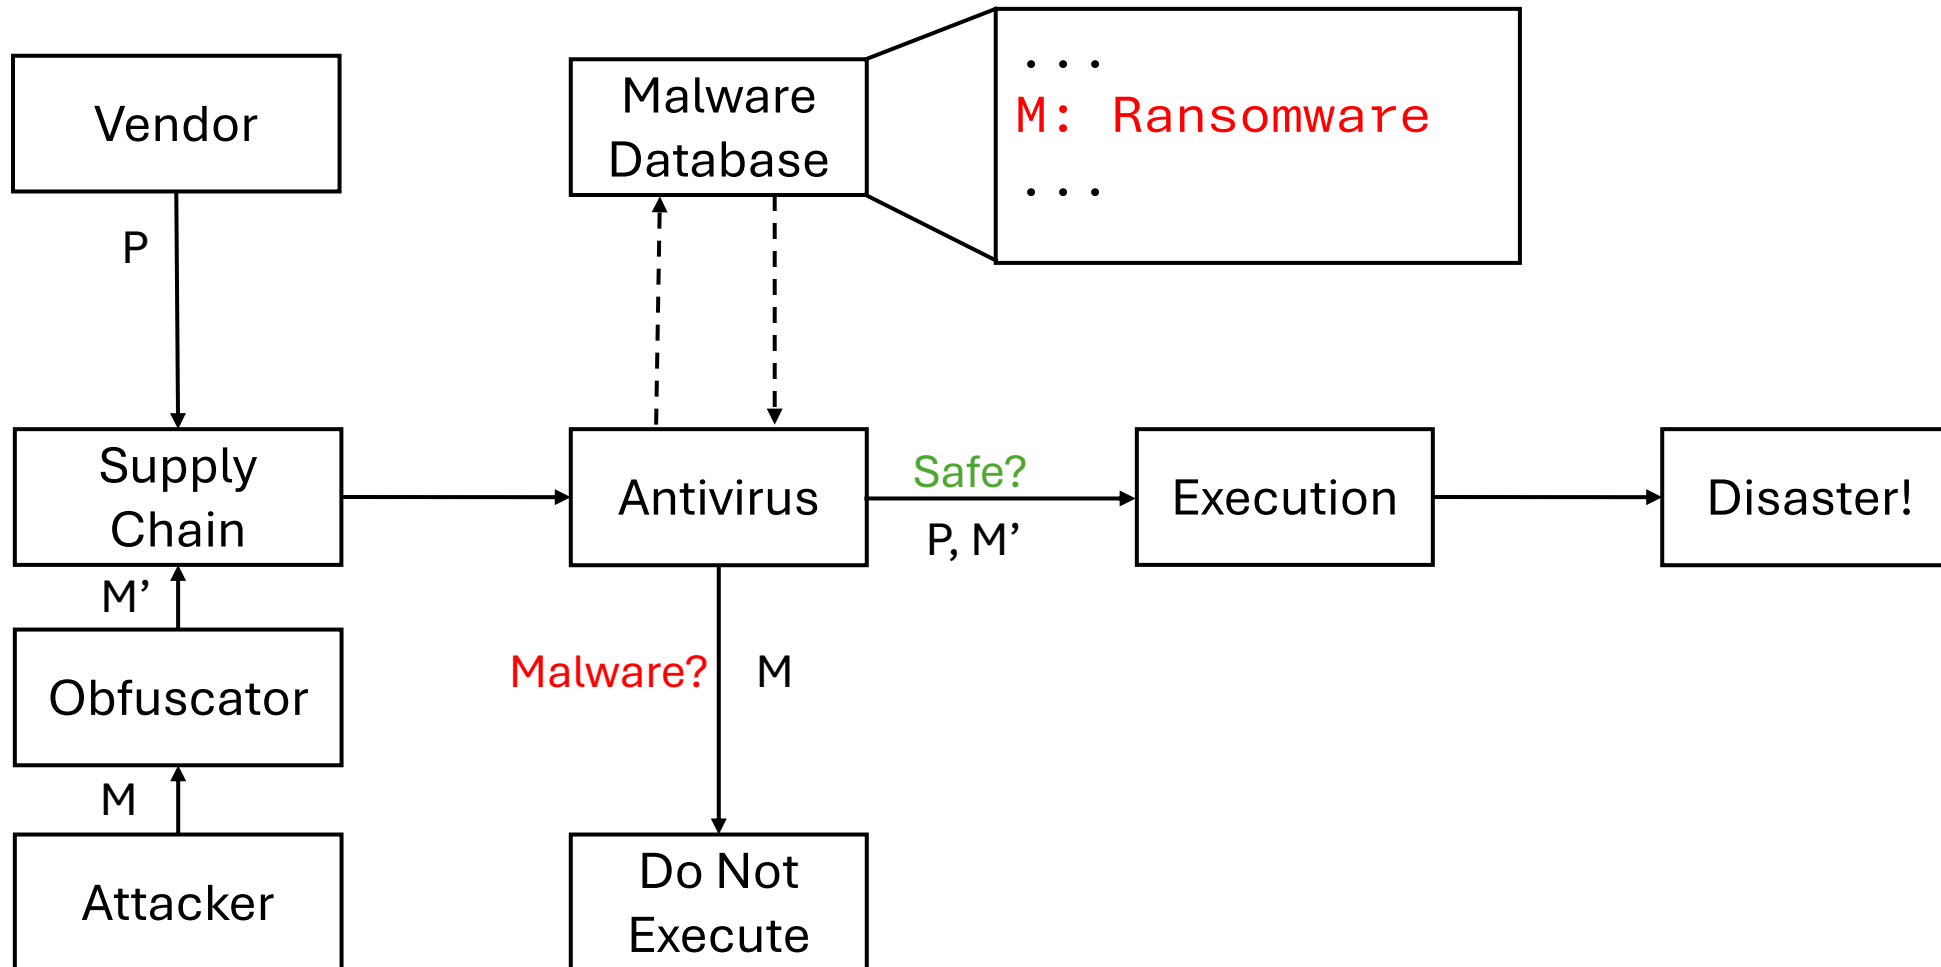 Vendor
Malware
Database
. . .
M: Ransomware
. . .
P
Supply
Chain
Antivirus
Safe?
P, M’
Execution
Disaster!
M’
Obfuscator
Malware?
M
M
Attacker
Do Not
Execute